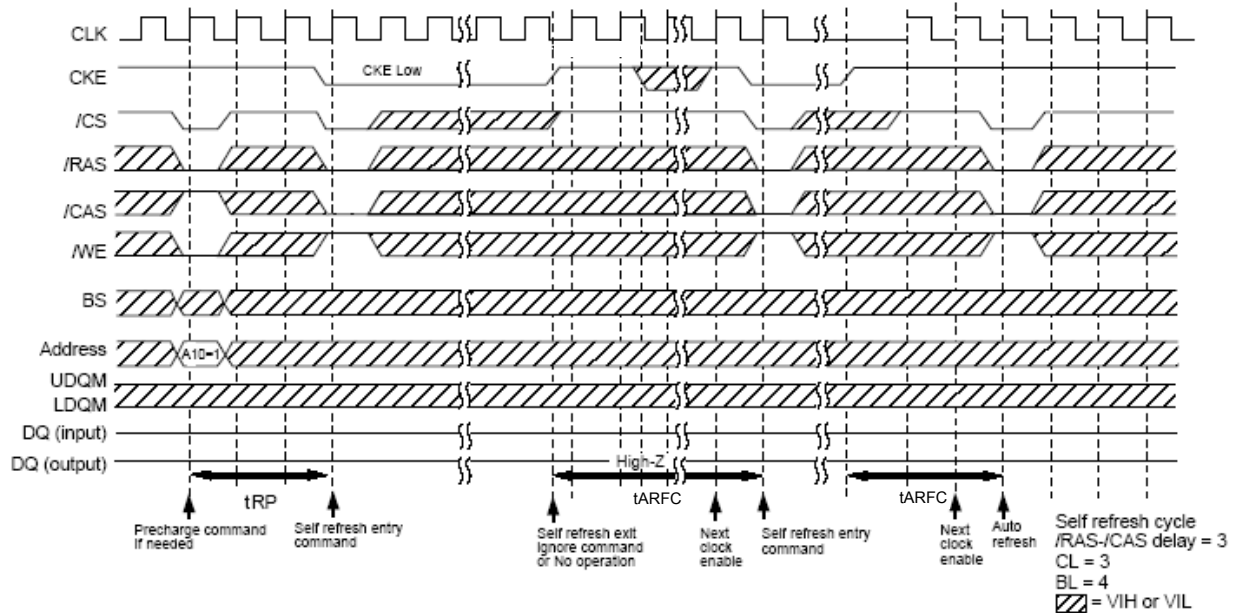 CLK
CKE
CKE Low
/CS
/RAS
/CAS
/WE
BS
Address
A10=1
UDQM
LDQM
DQ (input)
DQ (output)
High-Z
tRP
tARFC
tARFC
Precharge command
If needed
Self refresh entry
command
Self refresh exit
Ignore command
or No operation
Next
clock
enable
Self refresh entry
command
Next
clock
enable
Auto
refresh
Self refresh cycle
/RAS-/CAS delay = 3
CL = 3
BL = 4
= VIH or VIL